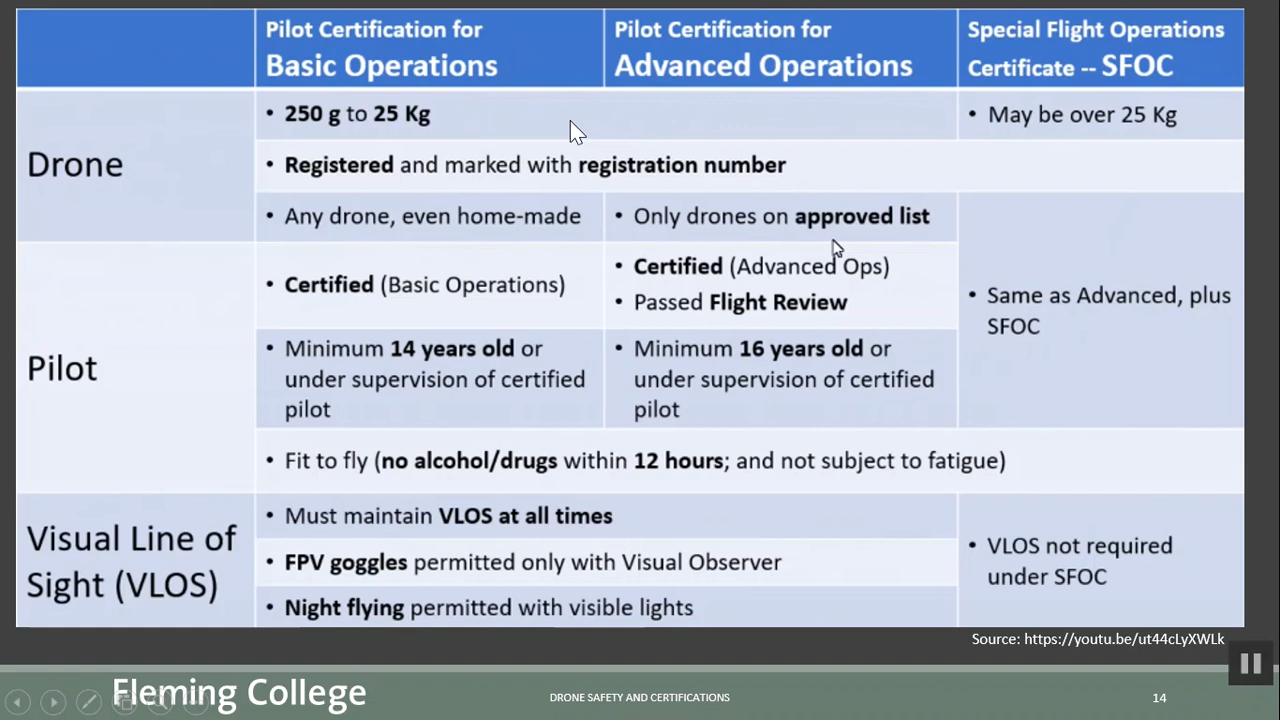 Pilot Certification for
Basic Operations
Pilot Certification for
Advanced Operations
Special Flight Operations
Certificate -- SFOC
Drone
• 250 g to 25 Kg
• May be over 25 Kg
• Registered and marked with registration number
• Any drone, even home-made
• Only drones on approved list
Pilot
• Certified (Basic Operations)
• Certified (Advanced Ops)
• Passed Flight Review
• Same as Advanced, plus
SFOC
• Minimum 14 years old or
under supervision of certified
pilot
• Minimum 16 years old or
under supervision of certified
pilot
• Fit to fly (no alcohol/drugs within 12 hours; and not subject to fatigue)
Visual Line of
Sight (VLOS)
• Must maintain VLOS at all times
• FPV goggles permitted only with Visual Observer
• Night flying permitted with visible lights
• VLOS not required
under SFOC
Source: https://youtu.be/ut44cLyXWLk
Fleming College
DRONE SAFETY AND CERTIFICATIONS
14